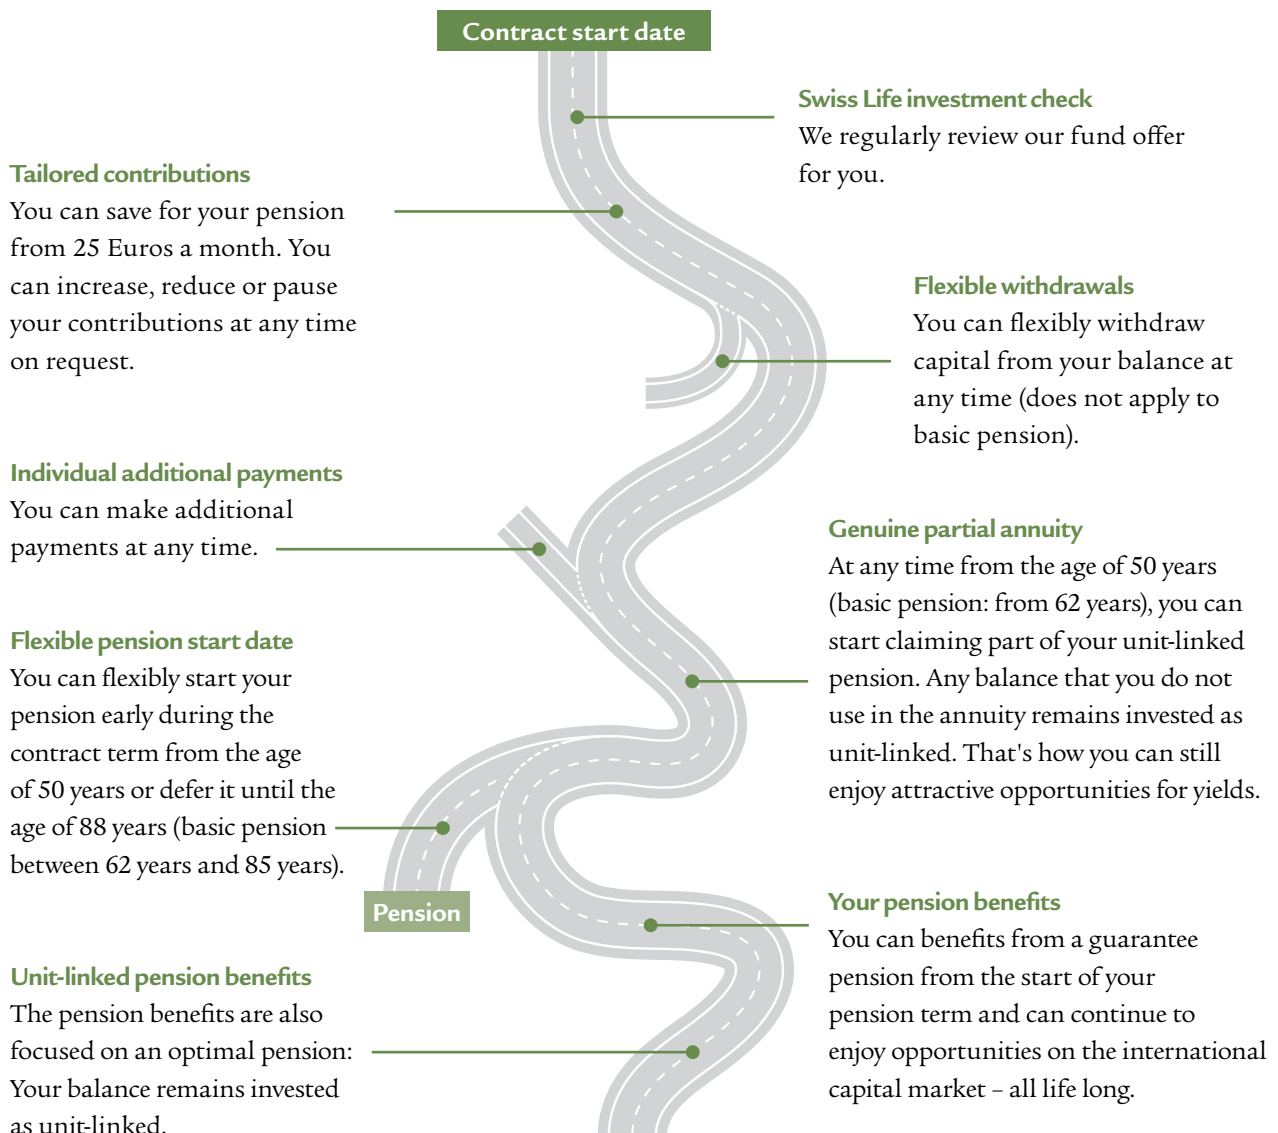 Contract start date
Swiss Life investment check
We regularly review our fund offer
for you.
Tailored contributions
You can save for your pension
from 25 Euros a month. You
can increase, reduce or pause
your contributions at any time
on request.
Flexible withdrawals
You can flexibly withdraw
capital from your balance at
any time (does not apply to
basic pension).
Individual additional payments
You can make additional
payments at any time.
Genuine partial annuity
At any time from the age of 50 years
(basic pension: from 62 years), you can
start claiming part of your unit-linked
pension. Any balance that you do not
use in the annuity remains invested as
unit-linked. That's how you can still
enjoy attractive opportunities for yields.
Flexible pension start date
You can flexibly start your
pension early during the
contract term from the age
of 50 years or defer it until the
age of 88 years (basic pension
between 62 years and 85 years).
Pension
Your pension benefits
You can benefits from a guarantee
pension from the start of your
pension term and can continue to
enjoy opportunities on the international
capital market – all life long.
Unit-linked pension benefits
The pension benefits are also
focused on an optimal pension:
Your balance remains invested
as unit-linked.